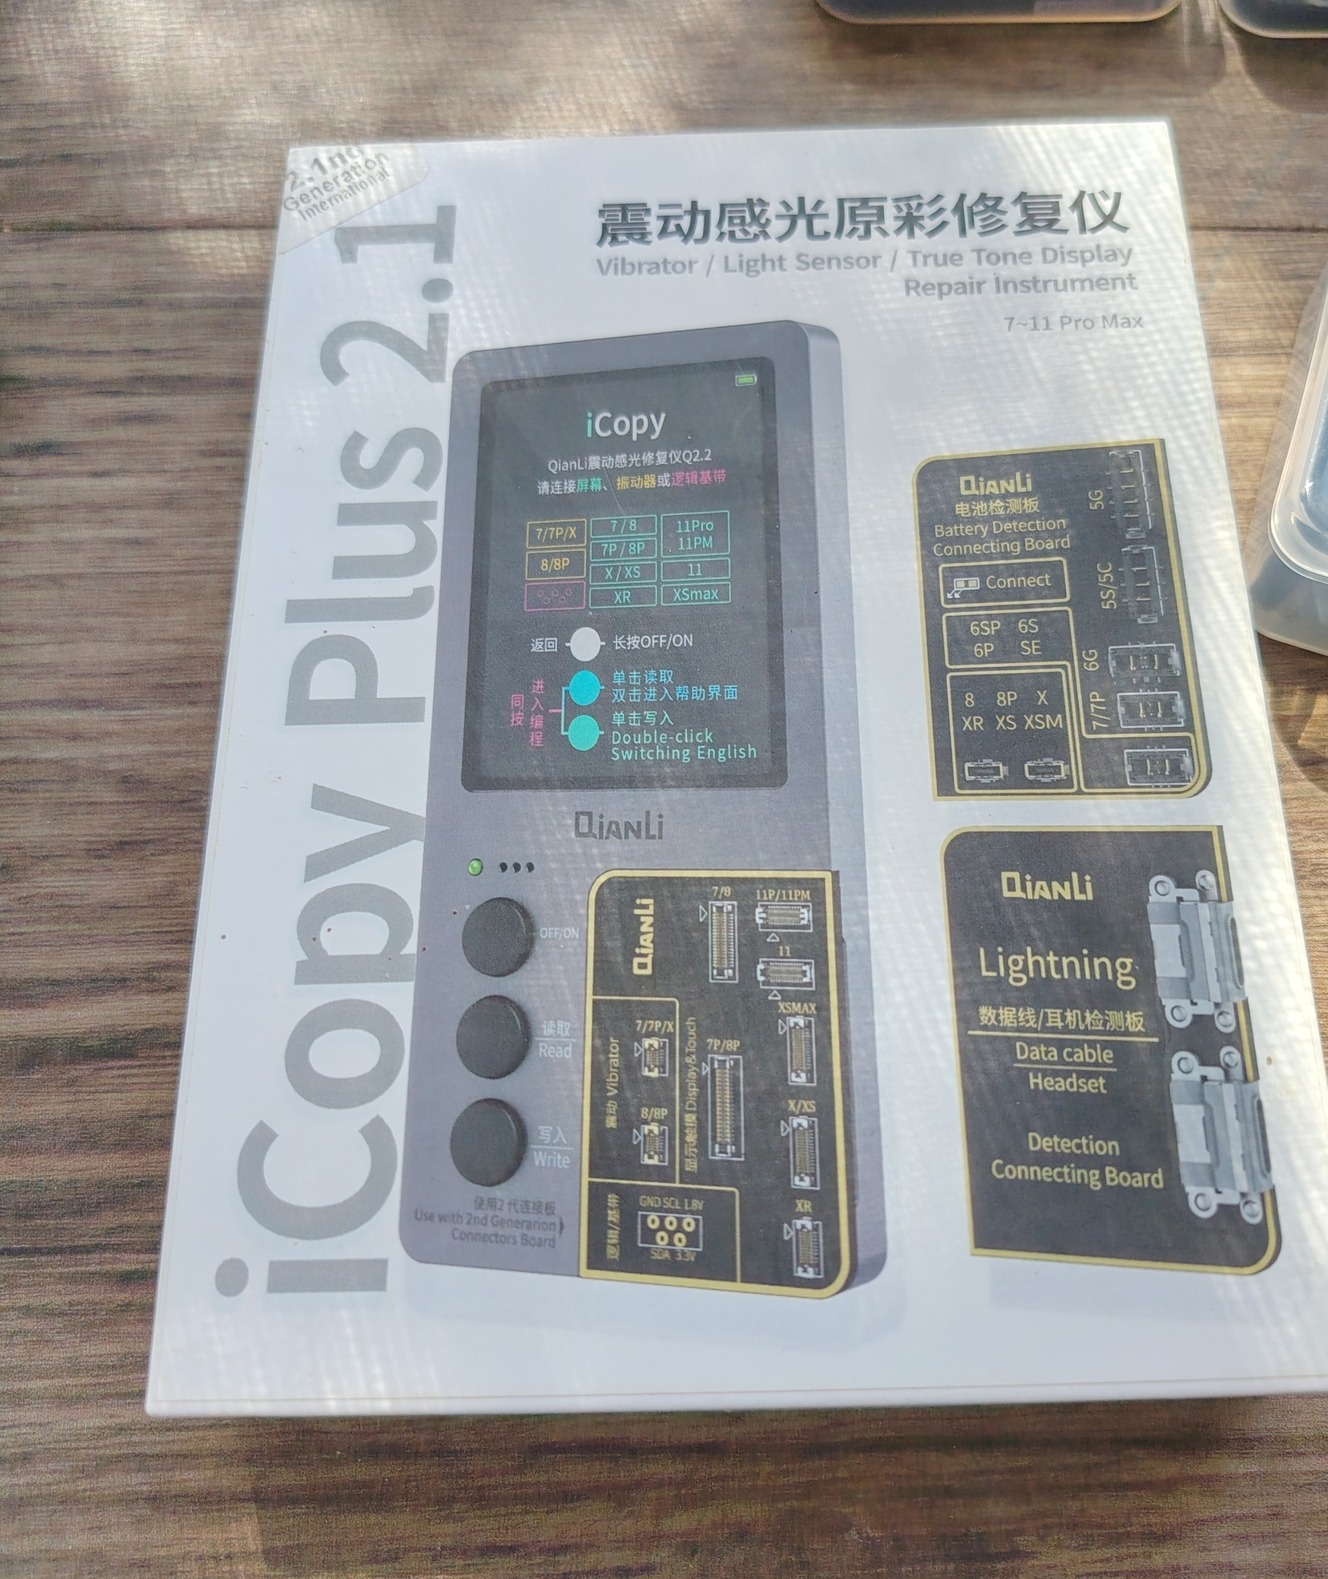 2.1nd
Generation
International
iCopy Plus 2.1
震动感光原彩修复仪
Vibrator / Light Sensor / True Tone Display
Repair Instrument
7~11 Pro Max
iCopy
QianLi震动感光修复仪Q2.2
请连接屏幕、振动器或逻辑基带
7/7P/X
8/8P
7 / 8
7P / 8P
X / XS
XR
11Pro
11PM
11
XSmax
返回
长按OFF/ON
同按
进入编程
单击读取
双击进入帮助界面
单击写入
Double-click
Switching English
QIANLI
OFF/ON
读取
Read
写入
Write
使用2 代连接板
Use with 2nd Generarion
Connectors Board
QIANLI
7/8
11P/11PM
11
XSMAX
7/7P/X
震动 Vibrator
显示触摸 Display&Touch
7P/8P
8/8P
X/XS
逻辑/基带
GND SCL 1.8V
SDA 3.3V
XR
QIANLI
电池检测板
Battery Detection
Connecting Board
Connect
6SP 6S
6P SE
8 8P X
XR XS XSM
5G
5S/5C
6G
7/7P
QIANLI
Lightning
数据线/耳机检测板
Data cable
Headset
Detection
Connecting Board